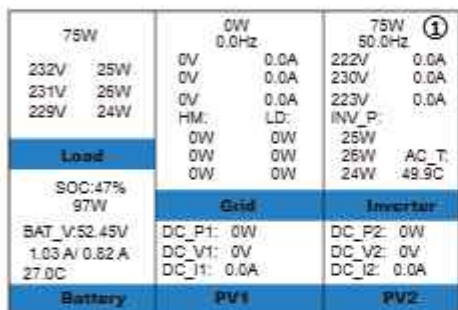 75W
232V 25W
231V 26W
229V 24W
Load
SOC:47%
97W
BAT_V:52.45V
1.03 A/ 0.82 A
27.0C
Battery
0W
0.0Hz
0V 0.0A
0V 0.0A
0V 0.0A
HM: LD:
0W 0W
0W 0W
0W 0W
Grid
DC_P1: 0W
DC_V1: 0V
DC_I1: 0.0A
PV1
75W ①
50.0Hz
222V 0.0A
230V 0.0A
223V 0.0A
INV_P:
25W
26W AC_T:
24W 49.9C
Inverter
DC_P2: 0W
DC_V2: 0V
DC_I2: 0.0A
PV2